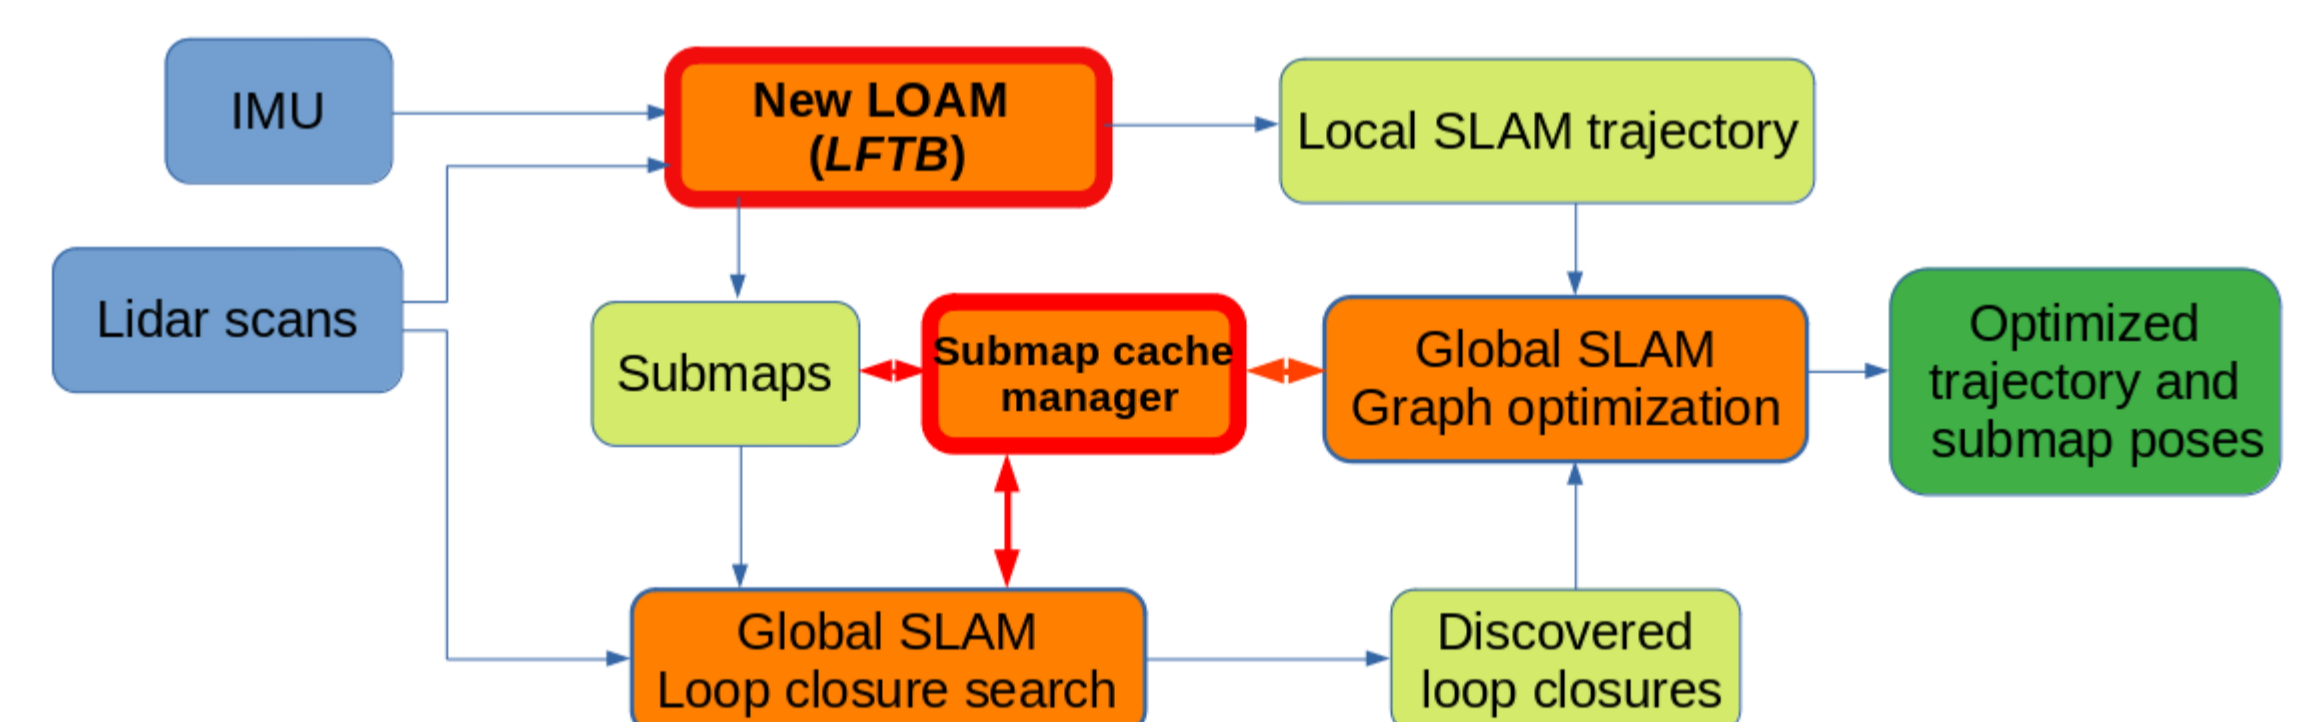 IMU
New LOAM
(LFTB)
Local SLAM trajectory
Lidar scans
Submaps
Submap cache
manager
Global SLAM
Graph optimization
Optimized
trajectory and
submap poses
Global SLAM
Loop closure search
Discovered
loop closures